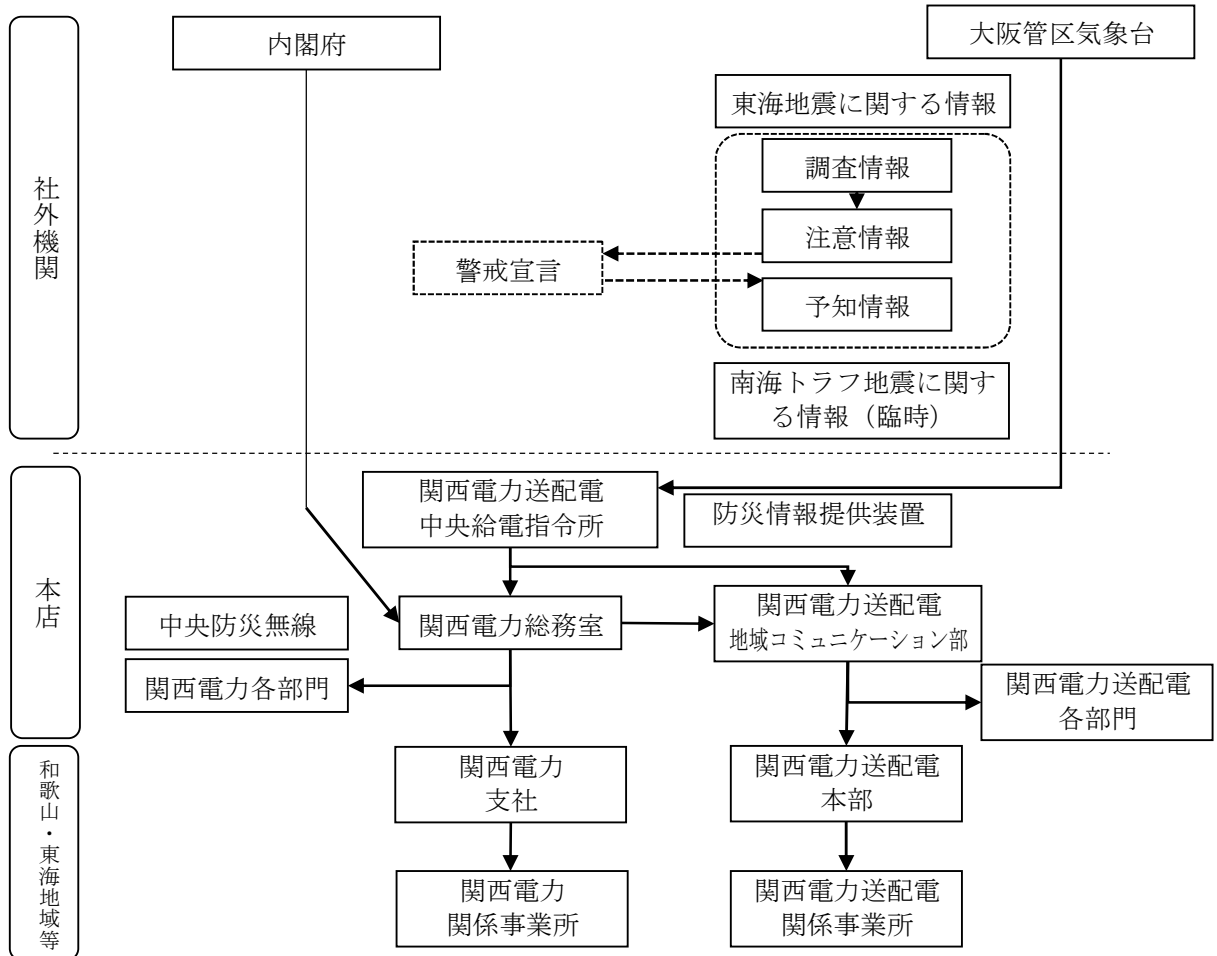 社外機関
内閣府
大阪管区気象台
東海地震に関する情報
調査情報
注意情報
警戒宣言
予知情報
南海トラフ地震に関す
る情報（臨時）
本店
関西電力送配電
中央給電指令所
防災情報提供装置
中央防災無線
関西電力総務室
関西電力送配電
地域コミュニケーション部
関西電力各部門
関西電力送配電
各部門
和歌山・東海地域等
関西電力
支社
関西電力送配電
本部
関西電力
関係事業所
関西電力送配電
関係事業所